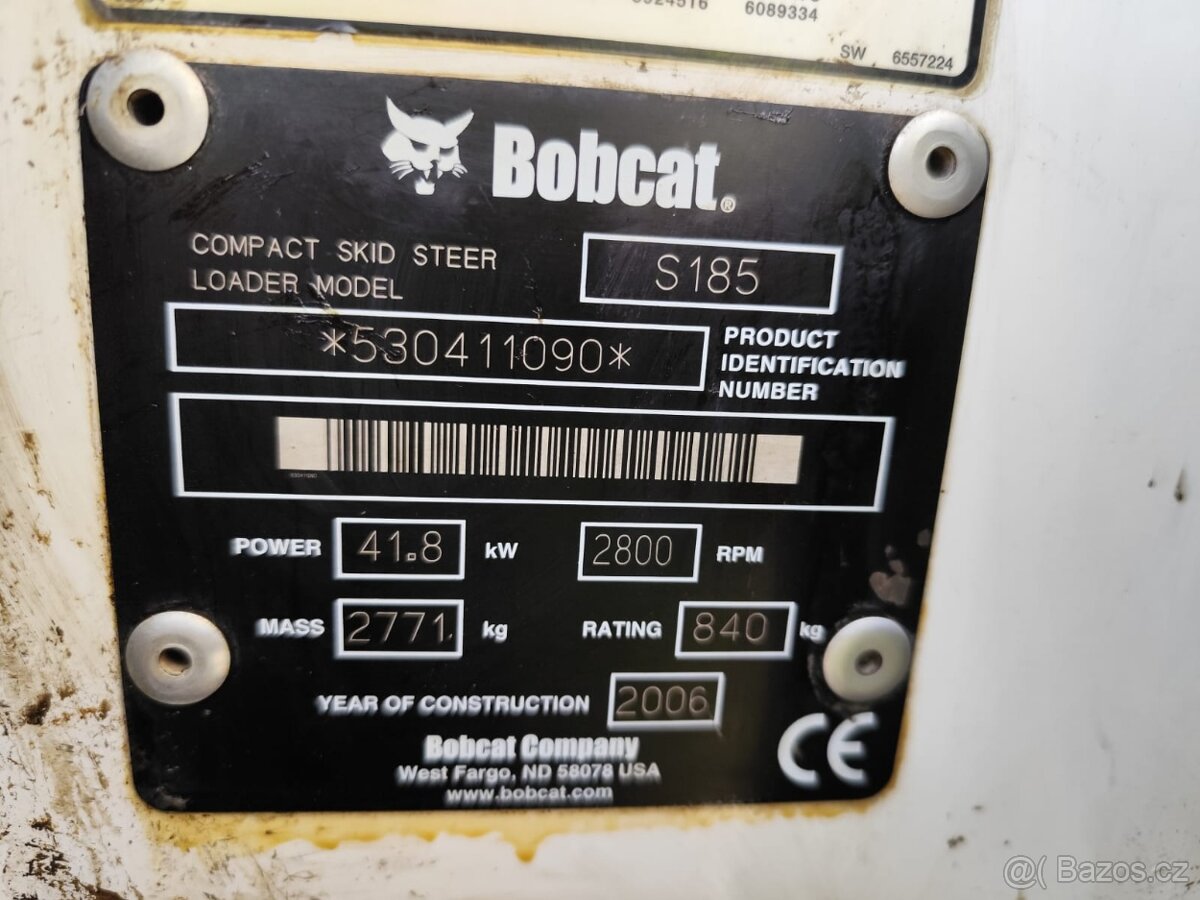 6089334
SW 6557224
Bobcat®
COMPACT SKID STEER
LOADER MODEL
S185
*530411090*
PRODUCT
IDENTIFICATION
NUMBER
POWER 41.8 kW 2800 RPM
MASS 2771 kg RATING 840 kg
YEAR OF CONSTRUCTION 2006
Bobcat Company
West Fargo, ND 58078 USA
www.bobcat.com
CE
@( Bazoš.cz